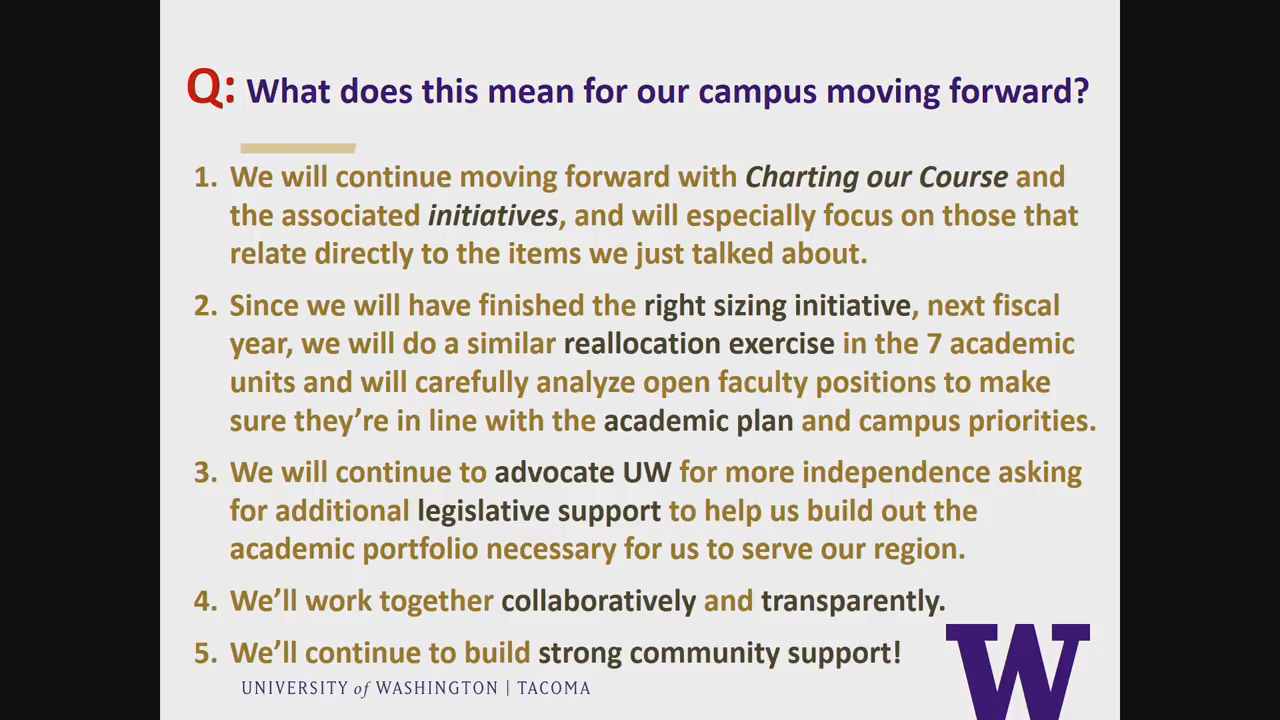 Q: What does this mean for our campus moving forward?
1. We will continue moving forward with Charting our Course and
the associated initiatives, and will especially focus on those that
relate directly to the items we just talked about.
2. Since we will have finished the right sizing initiative, next fiscal
year, we will do a similar reallocation exercise in the 7 academic
units and will carefully analyze open faculty positions to make
sure they’re in line with the academic plan and campus priorities.
3. We will continue to advocate UW for more independence asking
for additional legislative support to help us build out the
academic portfolio necessary for us to serve our region.
4. We’ll work together collaboratively and transparently.
5. We’ll continue to build strong community support!
UNIVERSITY of WASHINGTON | TACOMA
W